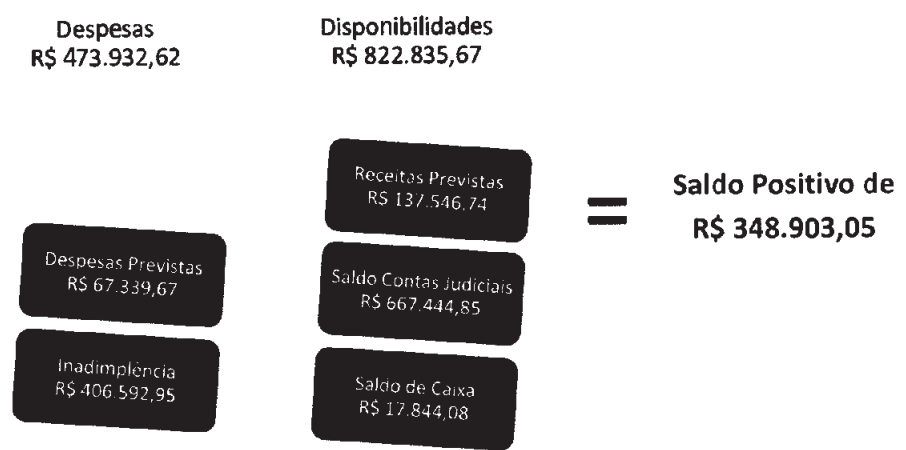 Despesas
R$ 473.932,62
Disponibilidades
R$ 822.835,67
Receitas Previstas
R$ 137.546,74
=
Saldo Positivo de
R$ 348.903,05
Despesas Previstas
R$ 67.339,67
Saldo Contas Judiciais
R$ 667.444,85
Inadimplência
R$ 406.592,95
Saldo de Caixa
R$ 17.844,08